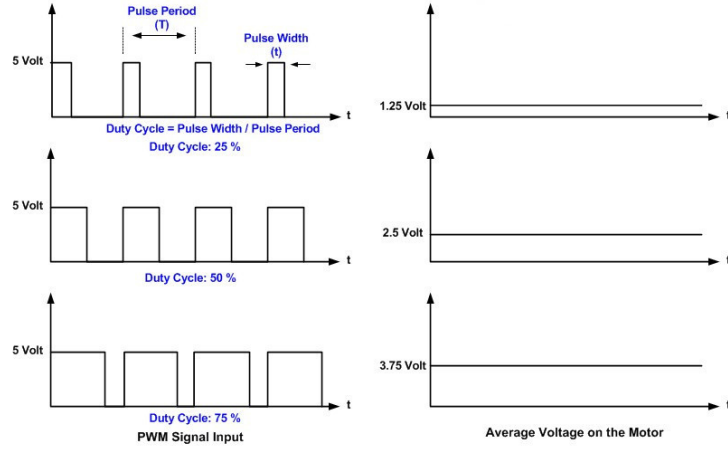 Pulse Period
(T)
Pulse Width
(t)
5 Volt
t
1.25 Volt
t
Duty Cycle = Pulse Width / Pulse Period
Duty Cycle: 25 %
5 Volt
t
2.5 Volt
t
Duty Cycle: 50 %
5 Volt
t
3.75 Volt
t
Duty Cycle: 75 %
PWM Signal Input
Average Voltage on the Motor